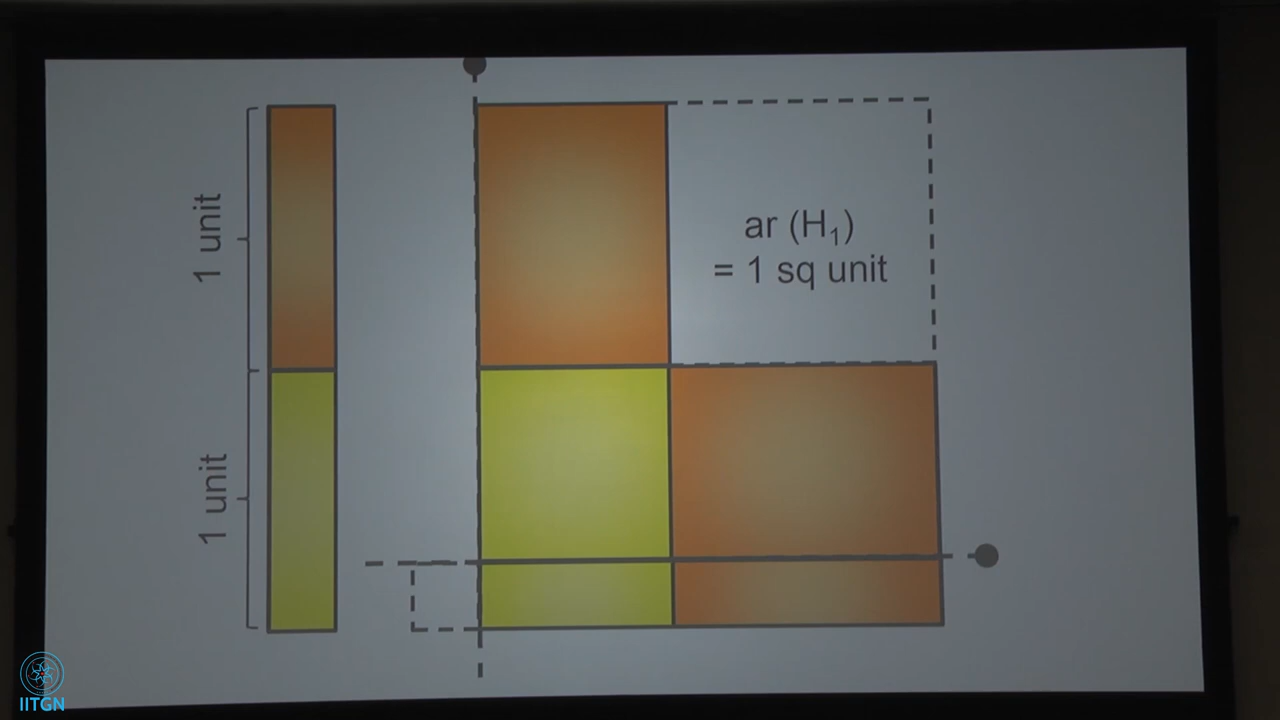 1 unit
1 unit
ar (H₁)
= 1 sq unit
IITGN